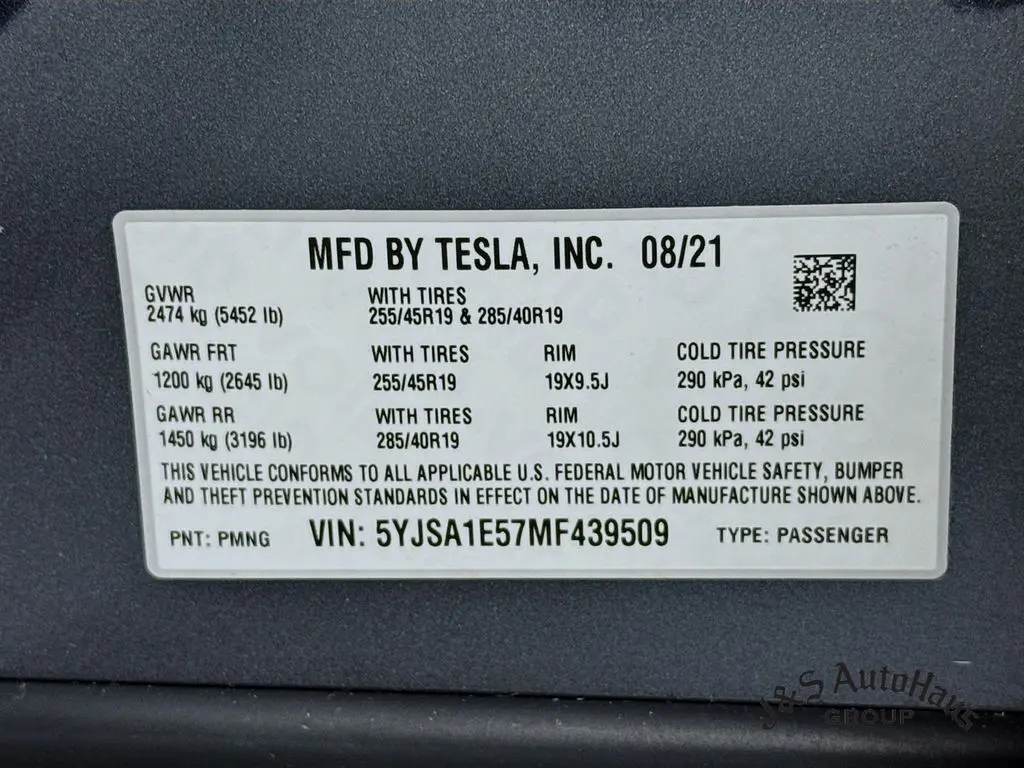 MFD BY TESLA, INC. 08/21
GVWR WITH TIRES
2474 kg (5452 lb) 255/45R19 & 285/40R19
GAWR FRT WITH TIRES RIM COLD TIRE PRESSURE
1200 kg (2645 lb) 255/45R19 19X9.5J 290 kPa, 42 psi
GAWR RR WITH TIRES RIM COLD TIRE PRESSURE
1450 kg (3196 lb) 285/40R19 19X10.5J 290 kPa, 42 psi
THIS VEHICLE CONFORMS TO ALL APPLICABLE U.S. FEDERAL MOTOR VEHICLE SAFETY, BUMPER
AND THEFT PREVENTION STANDARDS IN EFFECT ON THE DATE OF MANUFACTURE SHOWN ABOVE.
PNT: PMNG VIN: 5YJSA1E57MF439509 TYPE: PASSENGER
J&S AutoHaus
GROUP